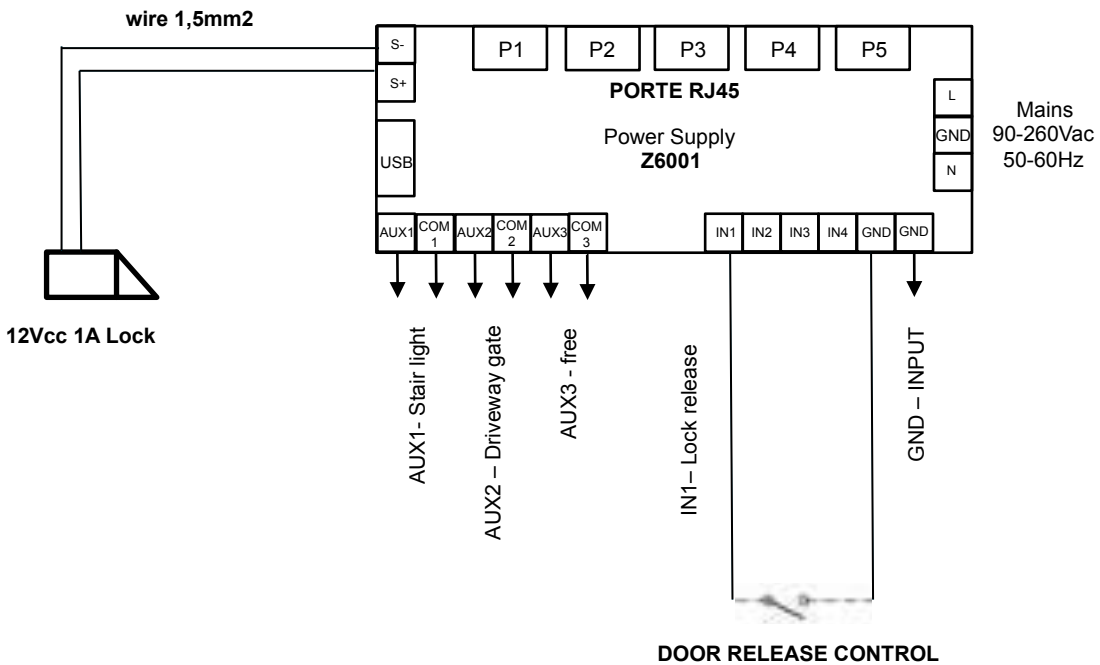 wire 1,5mm2
S-
S+
USB
P1
P2
P3
P4
P5
PORTE RJ45
Power Supply
Z6001
L
GND
N
Mains
90-260Vac
50-60Hz
AUX1
COM
1
AUX2
COM
2
AUX3
COM
3
IN1
IN2
IN3
IN4
GND
GND
12Vcc 1A Lock
AUX1- Stair light
AUX2 – Driveway gate
AUX3 - free
IN1– Lock release
GND – INPUT
DOOR RELEASE CONTROL